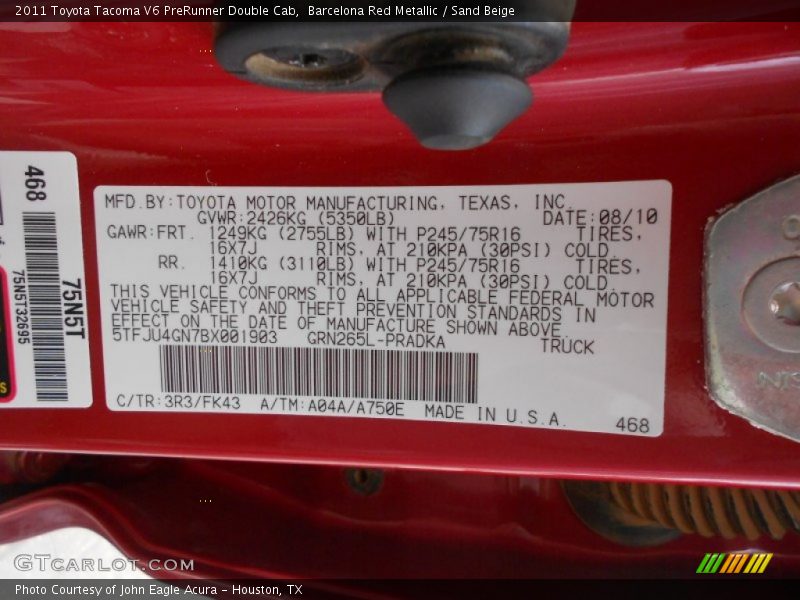 2011 Toyota Tacoma V6 PreRunner Double Cab, Barcelona Red Metallic / Sand Beige
468
75N5T32695
75N5T
MFD.BY:TOYOTA MOTOR MANUFACTURING, TEXAS, INC.
GVWR:2426KG (5350LB) DATE:08/10
GAWR:FRT. 1249KG (2755LB) WITH P245/75R16 TIRES,
16X7J RIMS, AT 210KPA (30PSI) COLD.
RR. 1410KG (3110LB) WITH P245/75R16 TIRES,
16X7J RIMS, AT 210KPA (30PSI) COLD.
THIS VEHICLE CONFORMS TO ALL APPLICABLE FEDERAL MOTOR
VEHICLE SAFETY AND THEFT PREVENTION STANDARDS IN
EFFECT ON THE DATE OF MANUFACTURE SHOWN ABOVE.
5TFJU4GN7BX001903 GRN265L-PRADKA TRUCK
C/TR:3R3/FK43 A/TM:A04A/A750E MADE IN U.S.A.
468
GTCARLOT.COM
Photo Courtesy of John Eagle Acura - Houston, TX